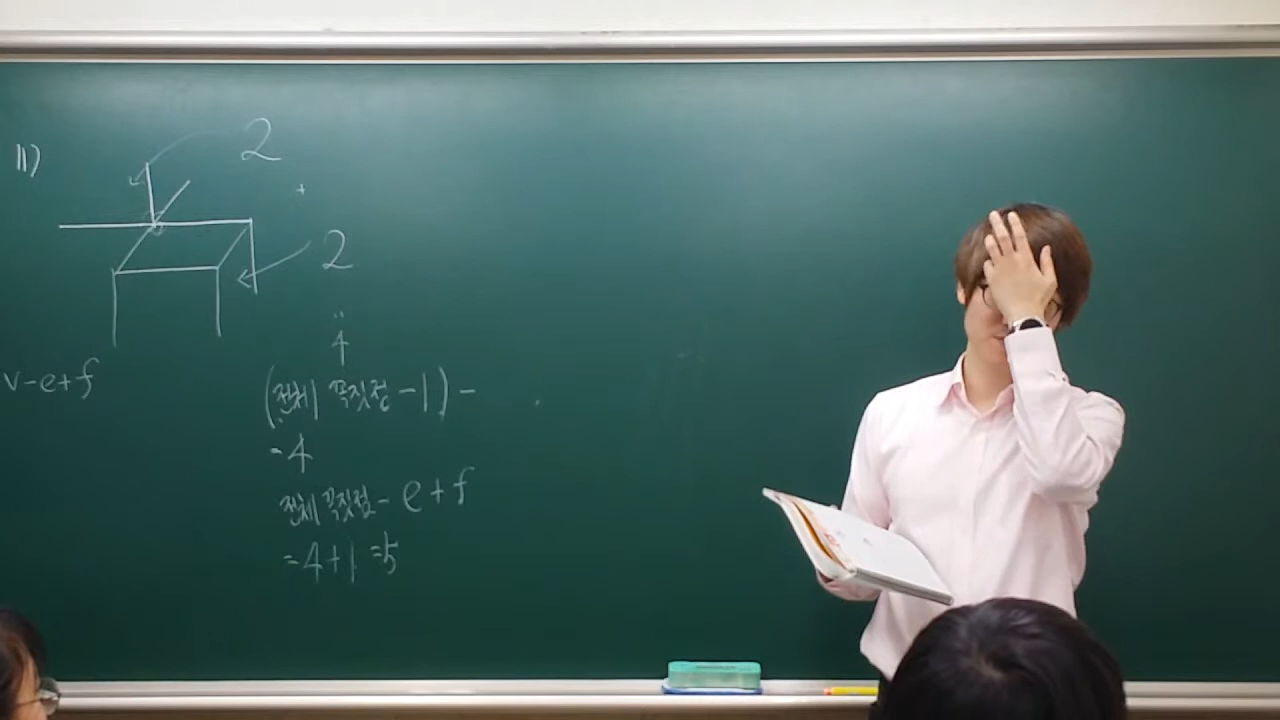 11)
2
2
4
v-e+f
(전체 꼭짓점 -1) -
=4
전체 꼭짓점 - e+f
=4+1=5